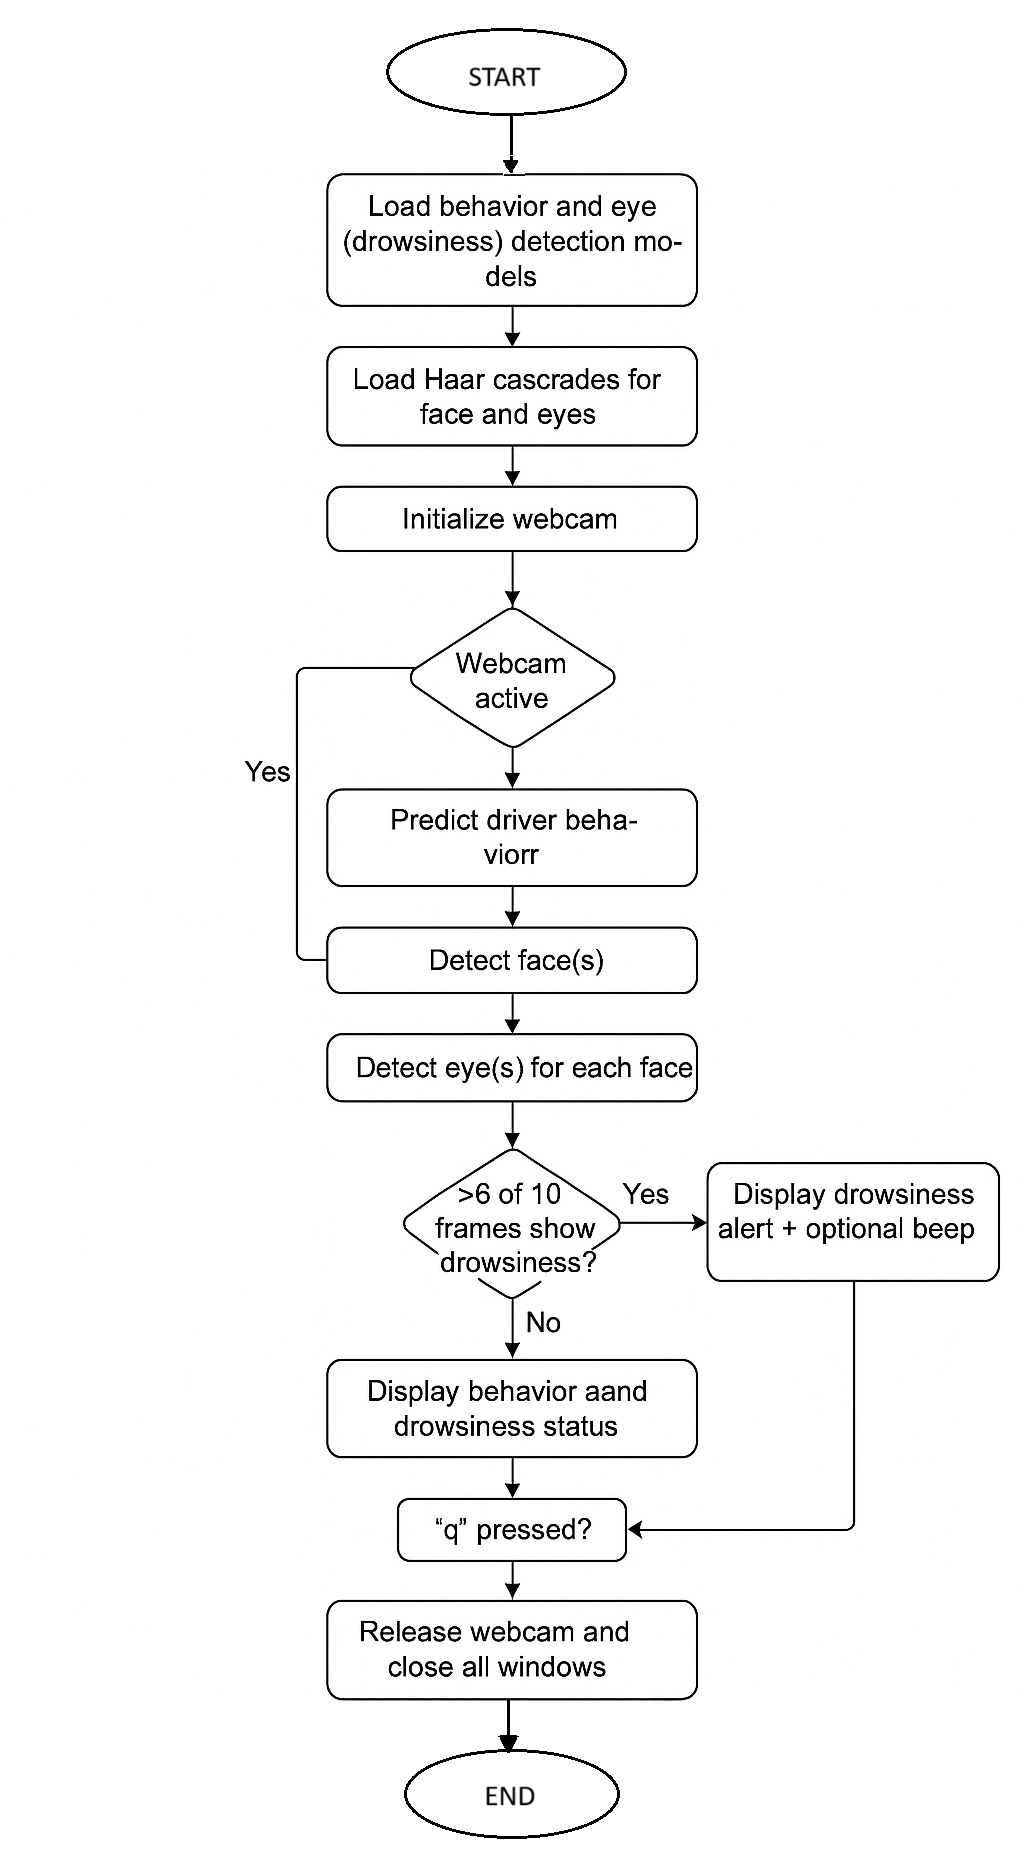 START
Load behavior and eye
(drowsiness) detection mo-
dels
Load Haar cascrades for
face and eyes
Initialize webcam
Webcam
active
Yes
Predict driver beha-
viorr
Detect face(s)
Detect eye(s) for each face
>6 of 10
frames show
drowsiness?
Yes
Display drowsiness
alert + optional beep
No
Display behavior aand
drowsiness status
“q” pressed?
Release webcam and
close all windows
END